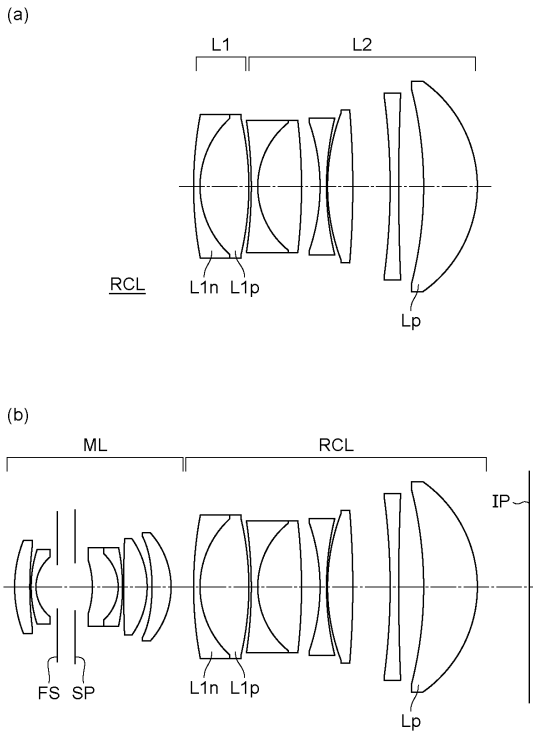 (a)
L1 L2
L1n L1p
RCL
Lp
(b)
ML RCL
IP
L1n L1p
FS SP
Lp